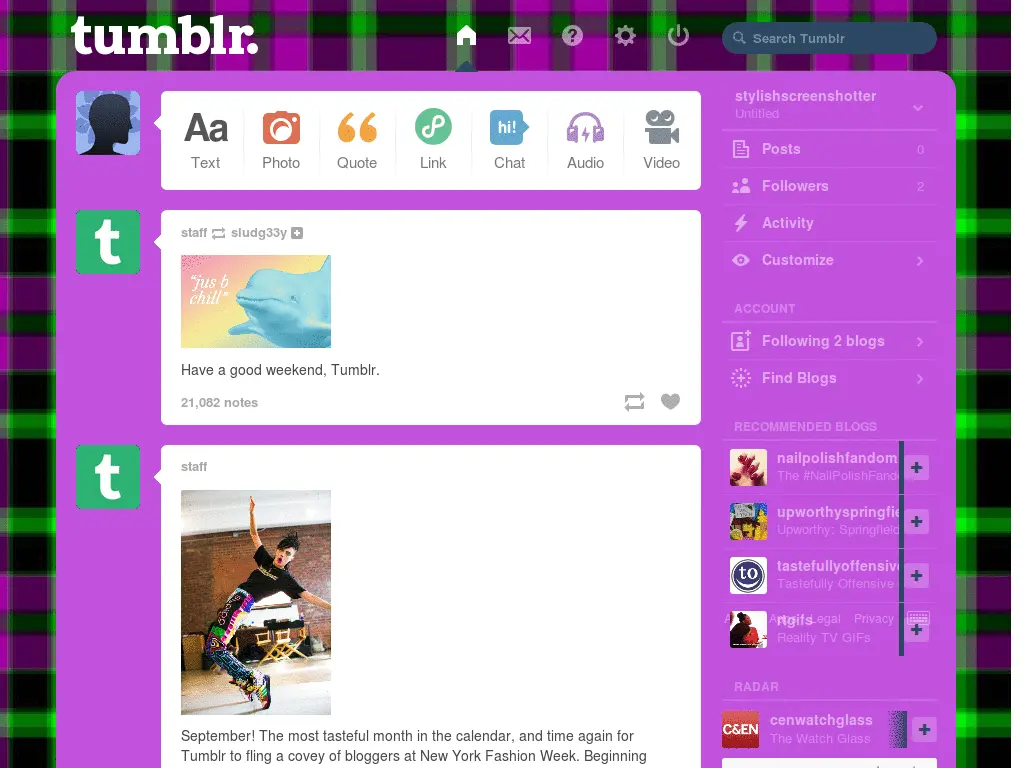 tumblr.
Search Tumblr
Aa
Text
Photo
Quote
Link
hi!
Chat
Audio
Video
t
staff sludg33y
"jus b
chill"
Have a good weekend, Tumblr.
21,082 notes
t
staff
September! The most tasteful month in the calendar, and time again for
Tumblr to fling a covey of bloggers at New York Fashion Week. Beginning
stylishscreenshotter
Untitled
Posts 0
Followers 2
Activity
Customize
ACCOUNT
Following 2 blogs
Find Blogs
RECOMMENDED BLOGS
nailpolishfandom
The #NailPolishFand
upworthyspringfie
Upworthy: Springfield
to
tastefullyoffensive
Tastefully Offensive
Legal Privacy
rtgifs
Reality TV GIFs
RADAR
C&EN
cenwatchglass
The Watch Glass